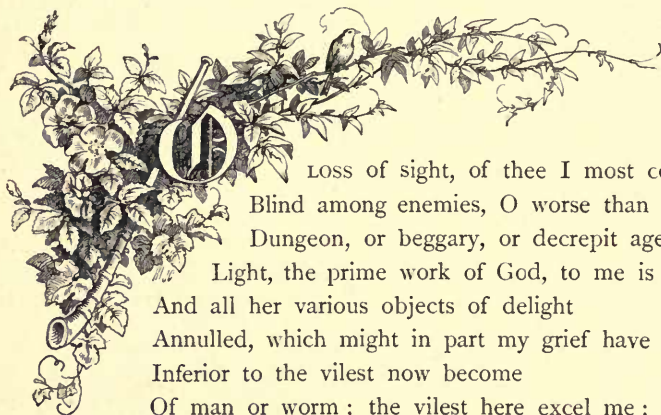 O LOSS of sight, of thee I most
Blind among enemies, O worse than
Dungeon, or beggary, or decrepit age
Light, the prime work of God, to me is
And all her various objects of delight
Annulled, which might in part my grief have
Inferior to the vilest now become
Of man or worm: the vilest here excel me: